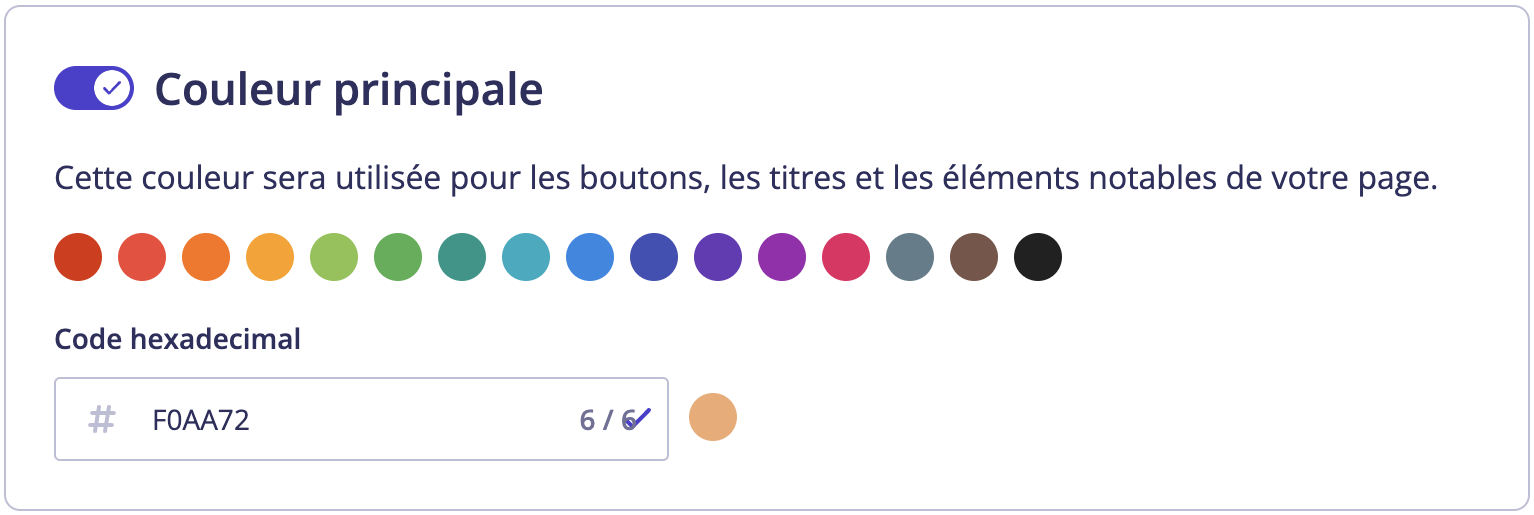 Couleur principale
Cette couleur sera utilisée pour les boutons, les titres et les éléments notables de votre page.
Code hexadecimal
# F0AA72 6 / 6